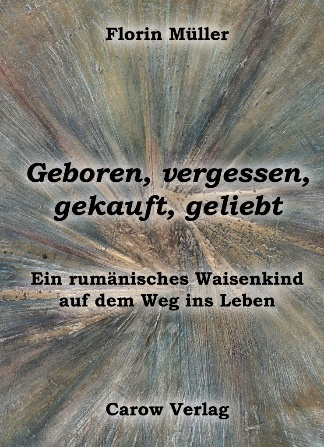 Florin Müller
Geboren, vergessen,
gekauft, geliebt
Ein rumänisches Waisenkind
auf dem Weg ins Leben
Carow Verlag